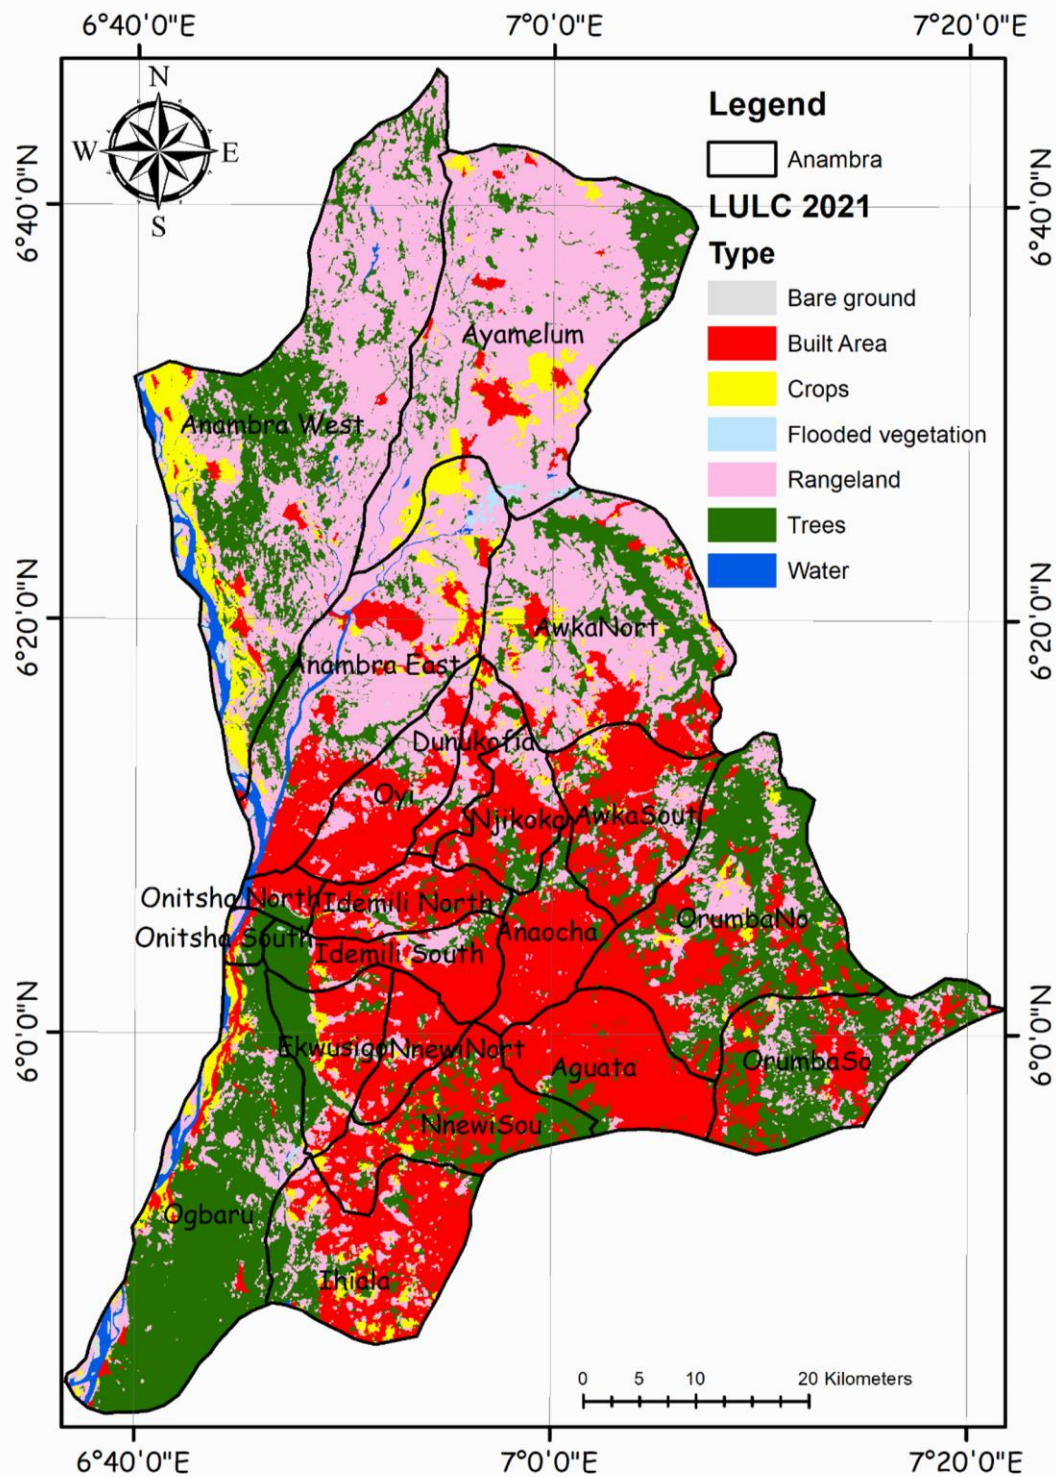 6°40'0"E 7°0'0"E 7°20'0"E
N
W E
S
Legend
Anambra
LULC 2021
Type
Bare ground
Built Area
Crops
Flooded vegetation
Rangeland
Trees
Water
6°40'0"N 6°40'0"N
Ayamelum
Anambra West
6°20'0"N 6°20'0"N
AwkaNort
Anambra East
Dunukofia
Oyi
Njikoka AwkaSout
Onitsha North Idemili North
OrumbaNo
Onitsha South
Anaocha
Idemili South
6°0'0"N 6°0'0"N
Ekwusigo NnewiNort
Aguata
OrumbaSo
NnewiSou
Ogbaru
Ihiala
0 5 10 20 Kilometers
6°40'0"E 7°0'0"E 7°20'0"E